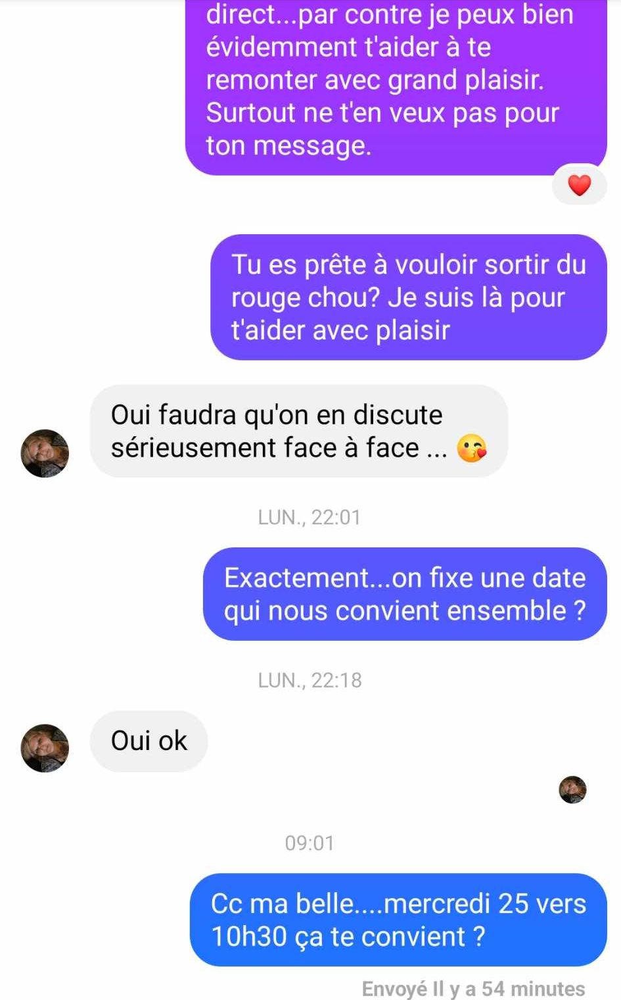 direct...par contre je peux bien
évidemment t'aider à te
remonter avec grand plaisir.
Surtout ne t'en veux pas pour
ton message.
Tu es prête à vouloir sortir du
rouge chou? Je suis là pour
t'aider avec plaisir
Oui faudra qu'on en discute
sérieusement face à face ... 😘
LUN., 22:01
Exactement...on fixe une date
qui nous convient ensemble ?
LUN., 22:18
Oui ok
09:01
Cc ma belle....mercredi 25 vers
10h30 ça te convient ?
Envoyé Il y a 54 minutes